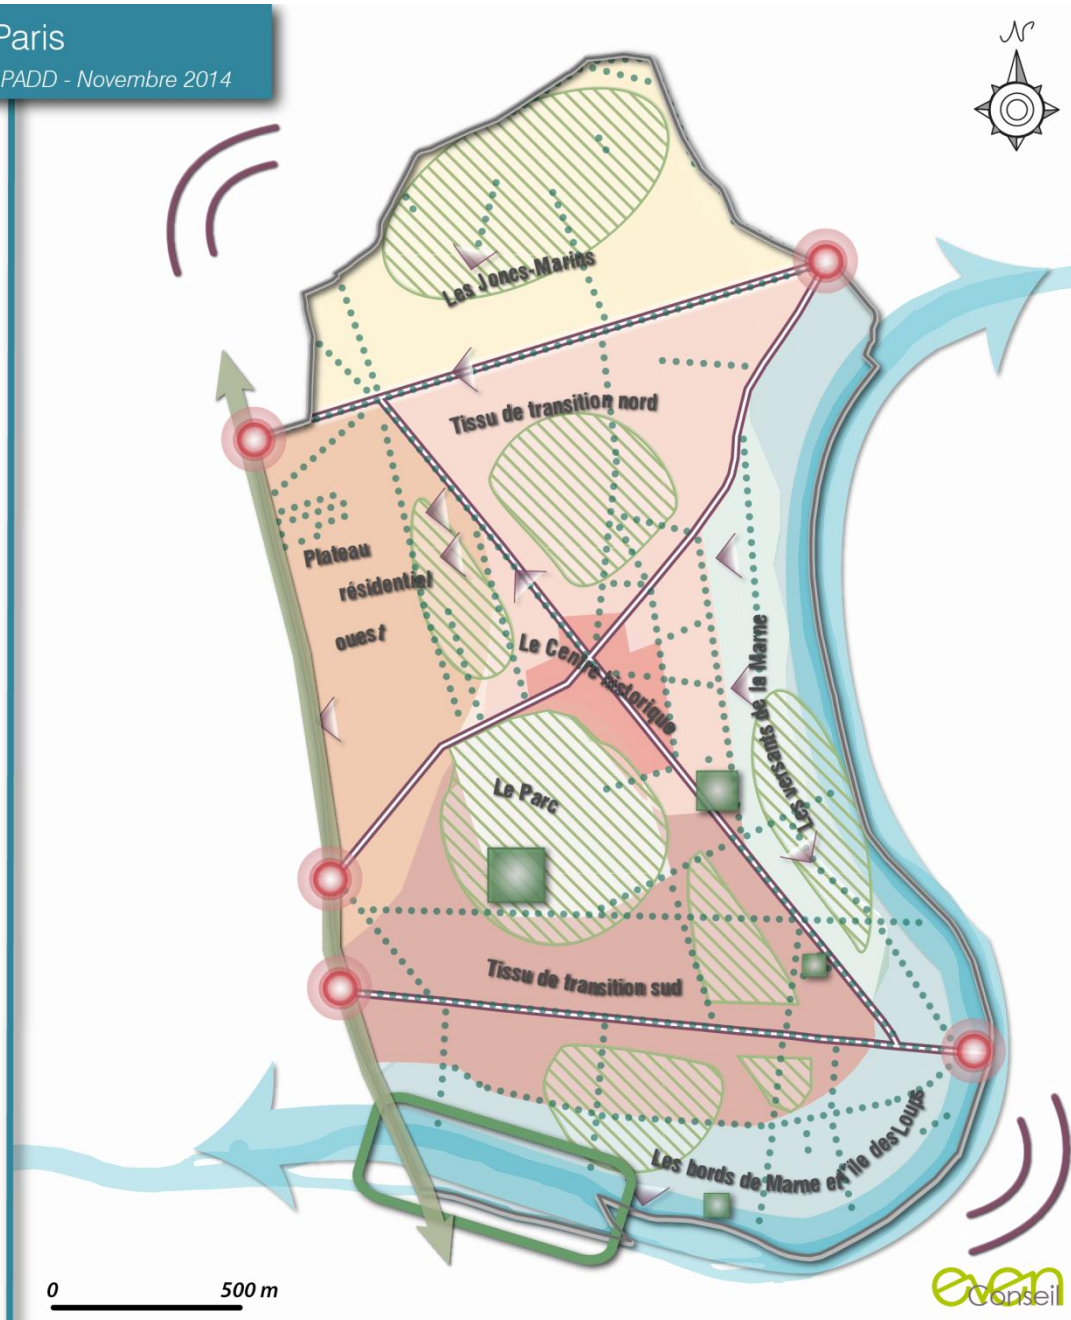 Paris
PADD - Novembre 2014
N
Les Joncs-Marins
Tissu de transition nord
Plateau
résidentiel
ouest
Le Centre historique
Les versants de la Marne
Le Parc
Tissu de transition sud
Les bords de Marne et l'île des Loups
0 500 m
even
Conseil